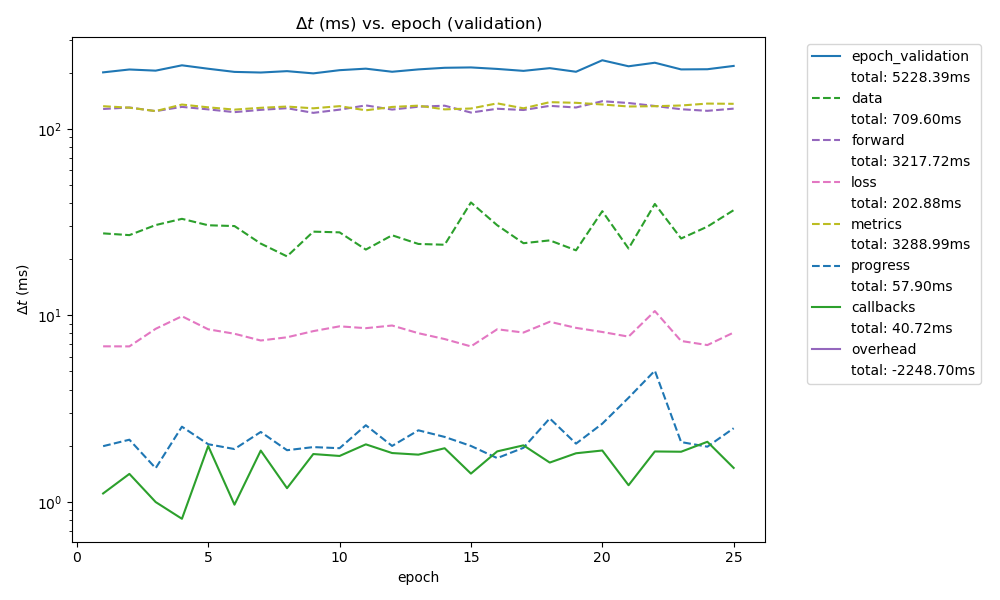 Δt (ms) vs. epoch (validation)
10²
10¹
10⁰
Δt (ms)
0 5 10 15 20 25
epoch
epoch_validation
total: 5228.39ms
data
total: 709.60ms
forward
total: 3217.72ms
loss
total: 202.88ms
metrics
total: 3288.99ms
progress
total: 57.90ms
callbacks
total: 40.72ms
overhead
total: -2248.70ms